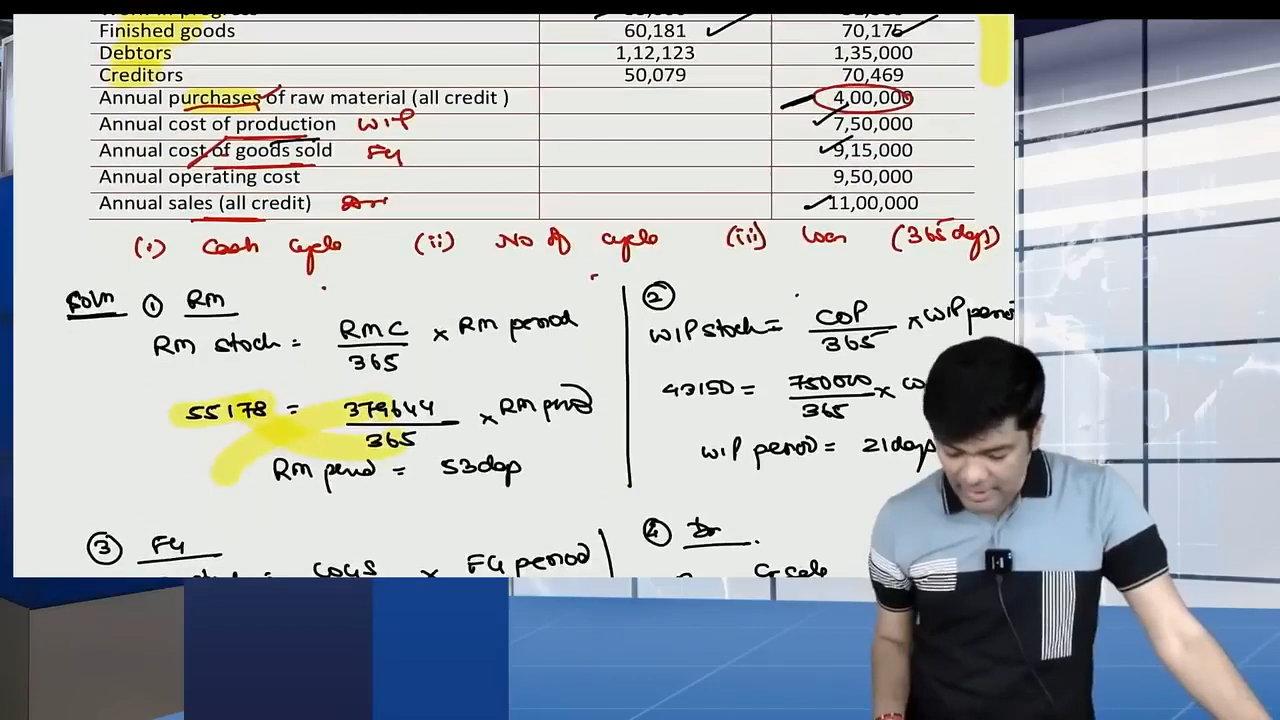 Finished goods 60,181 70,175
Debtors 1,12,123 1,35,000
Creditors 50,079 70,469
Annual purchases of raw material (all credit ) 4,00,000
Annual cost of production WIP 7,50,000
Annual cost of goods sold FG 9,15,000
Annual operating cost 9,50,000
Annual sales (all credit) Dr 11,00,000
(i) Cash cycle (ii) No of cycle (iii) Loan (365 days)
Soln ① RM
RM stock = RMC / 365 × RM period
55178 = 379644 / 365 × RM period
RM period = 53 days
②
WIP stock = COP / 365 × WIP period
43150 = 750000 / 365 ×
WIP period = 21 days
③ FG
= COGS × FG period
④ Dr
Cr sale